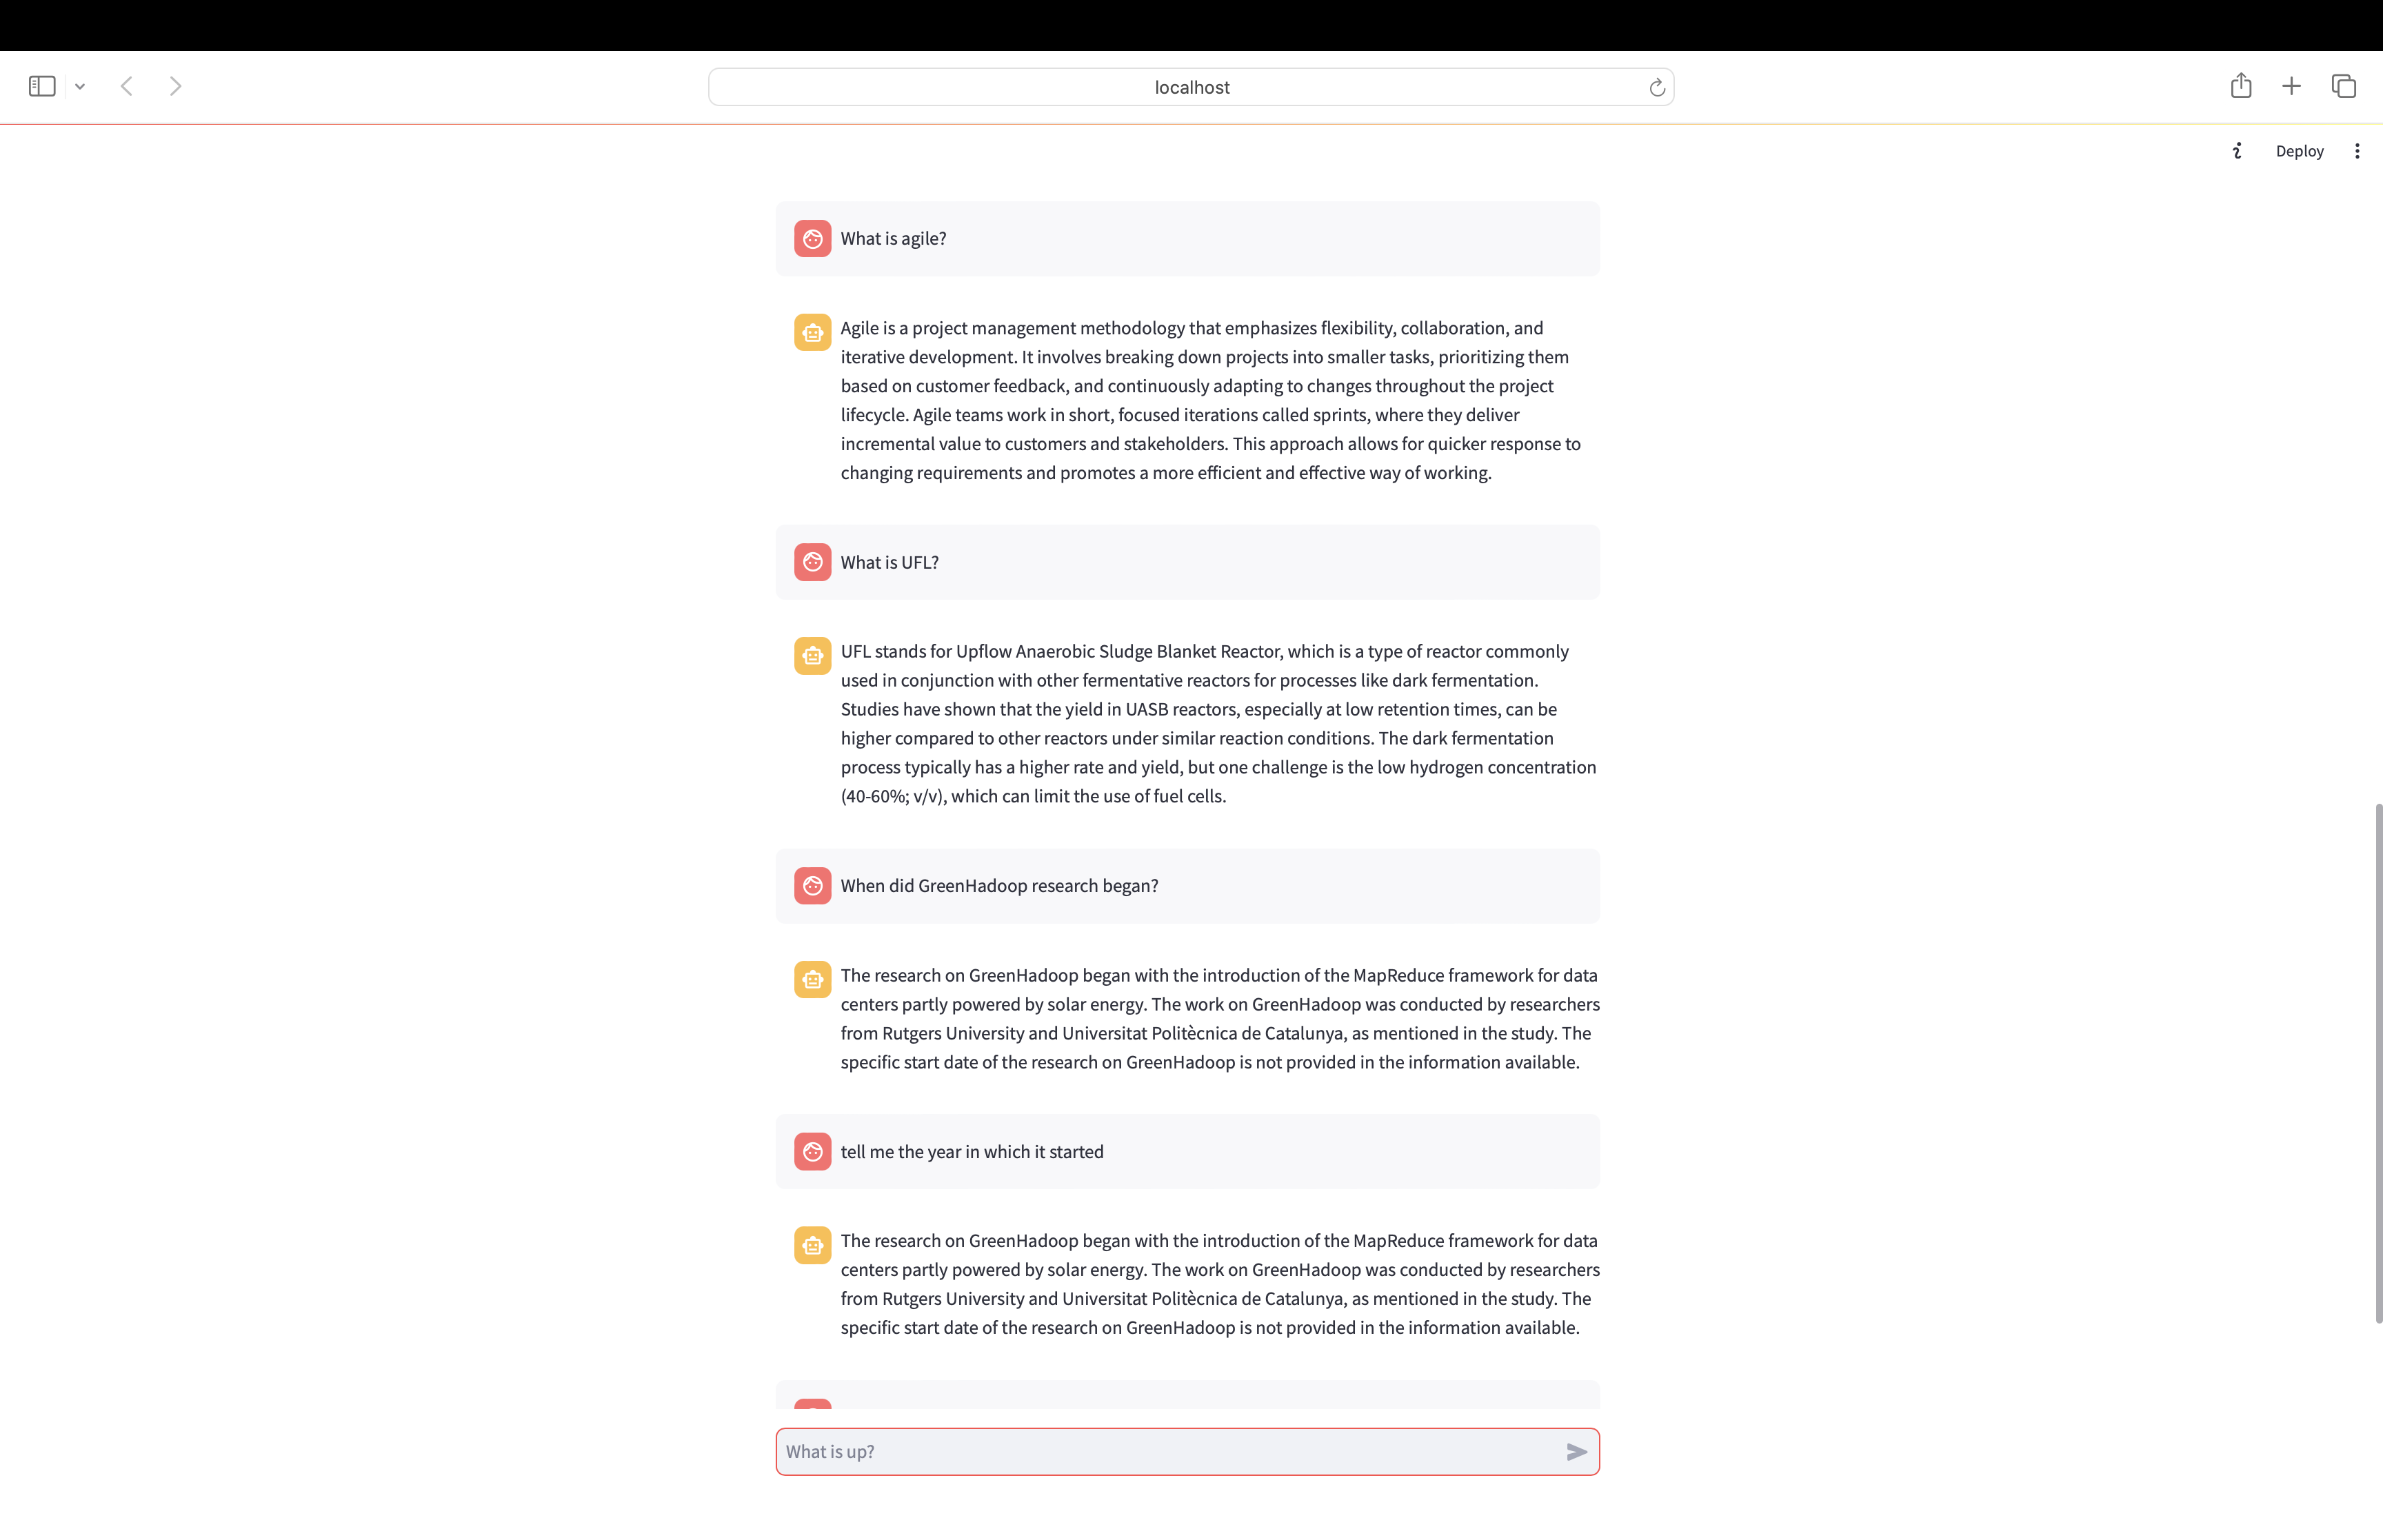 localhost
Deploy
What is agile?
Agile is a project management methodology that emphasizes flexibility, collaboration, and
iterative development. It involves breaking down projects into smaller tasks, prioritizing them
based on customer feedback, and continuously adapting to changes throughout the project
lifecycle. Agile teams work in short, focused iterations called sprints, where they deliver
incremental value to customers and stakeholders. This approach allows for quicker response to
changing requirements and promotes a more efficient and effective way of working.
What is UFL?
UFL stands for Upflow Anaerobic Sludge Blanket Reactor, which is a type of reactor commonly
used in conjunction with other fermentative reactors for processes like dark fermentation.
Studies have shown that the yield in UASB reactors, especially at low retention times, can be
higher compared to other reactors under similar reaction conditions. The dark fermentation
process typically has a higher rate and yield, but one challenge is the low hydrogen concentration
(40-60%; v/v), which can limit the use of fuel cells.
When did GreenHadoop research began?
The research on GreenHadoop began with the introduction of the MapReduce framework for data
centers partly powered by solar energy. The work on GreenHadoop was conducted by researchers
from Rutgers University and Universitat Politècnica de Catalunya, as mentioned in the study. The
specific start date of the research on GreenHadoop is not provided in the information available.
tell me the year in which it started
The research on GreenHadoop began with the introduction of the MapReduce framework for data
centers partly powered by solar energy. The work on GreenHadoop was conducted by researchers
from Rutgers University and Universitat Politècnica de Catalunya, as mentioned in the study. The
specific start date of the research on GreenHadoop is not provided in the information available.
What is up?